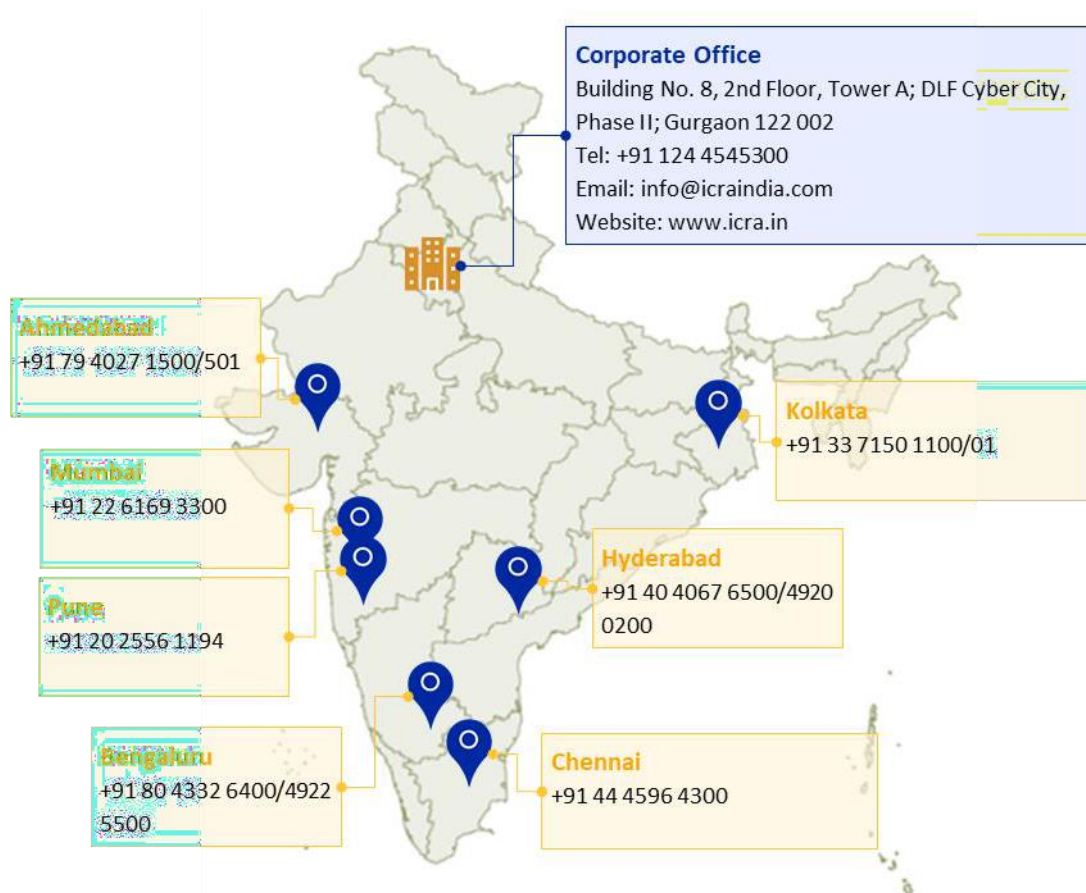 Corporate Office
Building No. 8, 2nd Floor, Tower A; DLF Cyber City,
Phase II; Gurgaon 122 002
Tel: +91 124 4545300
Email: info@icraindia.com
Website: www.icra.in
Ahmedabad
+91 79 4027 1500/501
Kolkata
+91 33 7150 1100/01
Mumbai
+91 22 6169 3300
Hyderabad
+91 40 4067 6500/4920
0200
Pune
+91 20 2556 1194
Bengaluru
+91 80 4332 6400/4922
5500
Chennai
+91 44 4596 4300